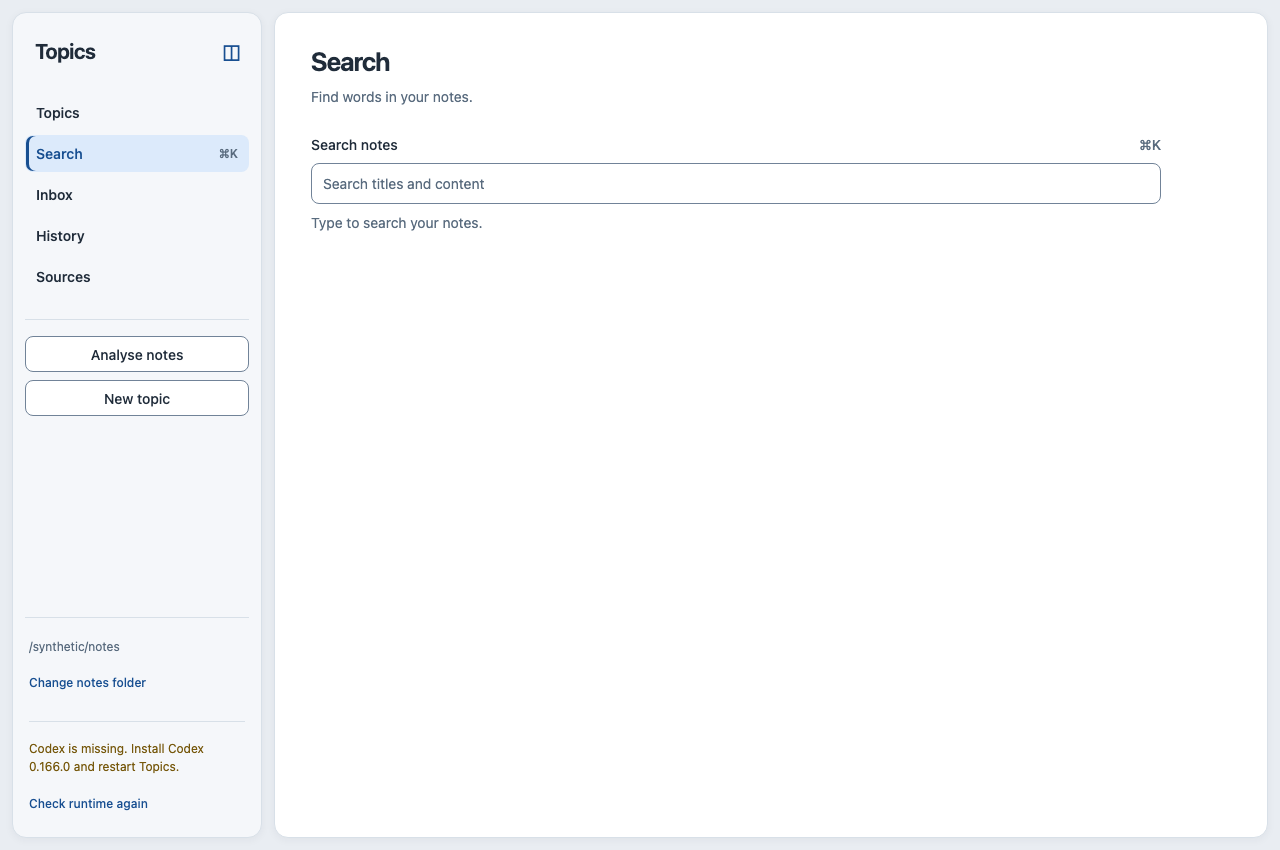 Topics
Topics
Search ⌘K
Inbox
History
Sources
Analyse notes
New topic
/synthetic/notes
Change notes folder
Codex is missing. Install Codex
0.166.0 and restart Topics.
Check runtime again
Search
Find words in your notes.
Search notes ⌘K
Search titles and content
Type to search your notes.